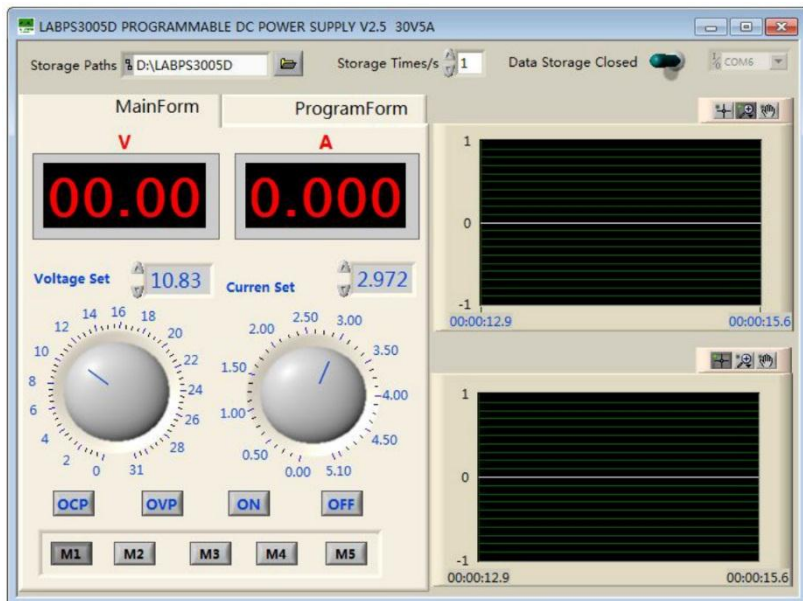 LABPS3005D PROGRAMMABLE DC POWER SUPPLY V2.5 30V5A
Storage Paths D:\LABPS3005D Storage Times/s 1 Data Storage Closed COM6
MainForm ProgramForm
V A
00.00 0.000
Voltage Set 10.83 Curren Set 2.972
0 2 4 6 8 10 12 14 16 18 20 22 24 26 28 31
0.00 0.50 1.00 1.50 2.00 2.50 3.00 3.50 4.00 4.50 5.10
OCP OVP ON OFF
M1 M2 M3 M4 M5
1
0
-1
00:00:12.9 00:00:15.6
1
0
-1
00:00:12.9 00:00:15.6